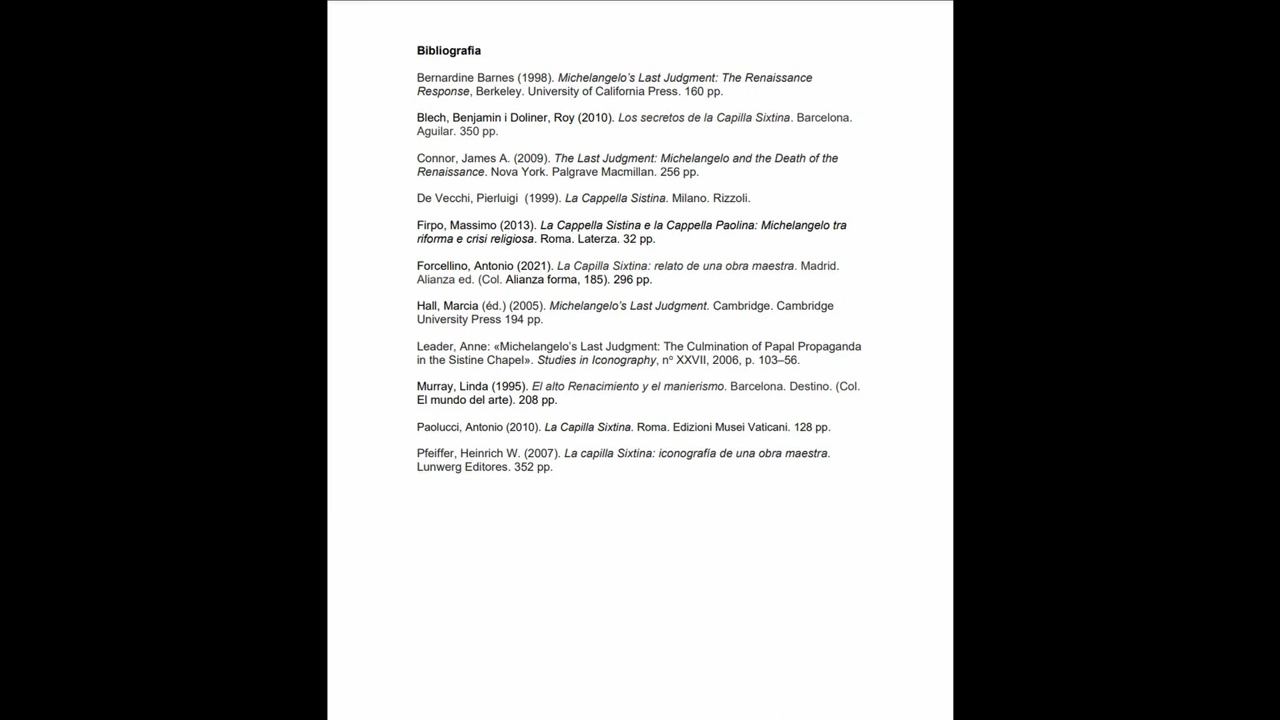 Bibliografia
Bernardine Barnes (1998). Michelangelo’s Last Judgment: The Renaissance
Response, Berkeley. University of California Press. 160 pp.
Blech, Benjamin i Doliner, Roy (2010). Los secretos de la Capilla Sixtina. Barcelona.
Aguilar. 350 pp.
Connor, James A. (2009). The Last Judgment: Michelangelo and the Death of the
Renaissance. Nova York. Palgrave Macmillan. 256 pp.
De Vecchi, Pierluigi (1999). La Cappella Sistina. Milano. Rizzoli.
Firpo, Massimo (2013). La Cappella Sistina e la Cappella Paolina: Michelangelo tra
riforma e crisi religiosa. Roma. Laterza. 32 pp.
Forcellino, Antonio (2021). La Capilla Sixtina: relato de una obra maestra. Madrid.
Alianza ed. (Col. Alianza forma, 185). 296 pp.
Hall, Marcia (éd.) (2005). Michelangelo’s Last Judgment. Cambridge. Cambridge
University Press 194 pp.
Leader, Anne: «Michelangelo’s Last Judgment: The Culmination of Papal Propaganda
in the Sistine Chapel». Studies in Iconography, nº XXVII, 2006, p. 103–56.
Murray, Linda (1995). El alto Renacimiento y el manierismo. Barcelona. Destino. (Col.
El mundo del arte). 208 pp.
Paolucci, Antonio (2010). La Capilla Sixtina. Roma. Edizioni Musei Vaticani. 128 pp.
Pfeiffer, Heinrich W. (2007). La capilla Sixtina: iconografía de una obra maestra.
Lunwerg Editores. 352 pp.